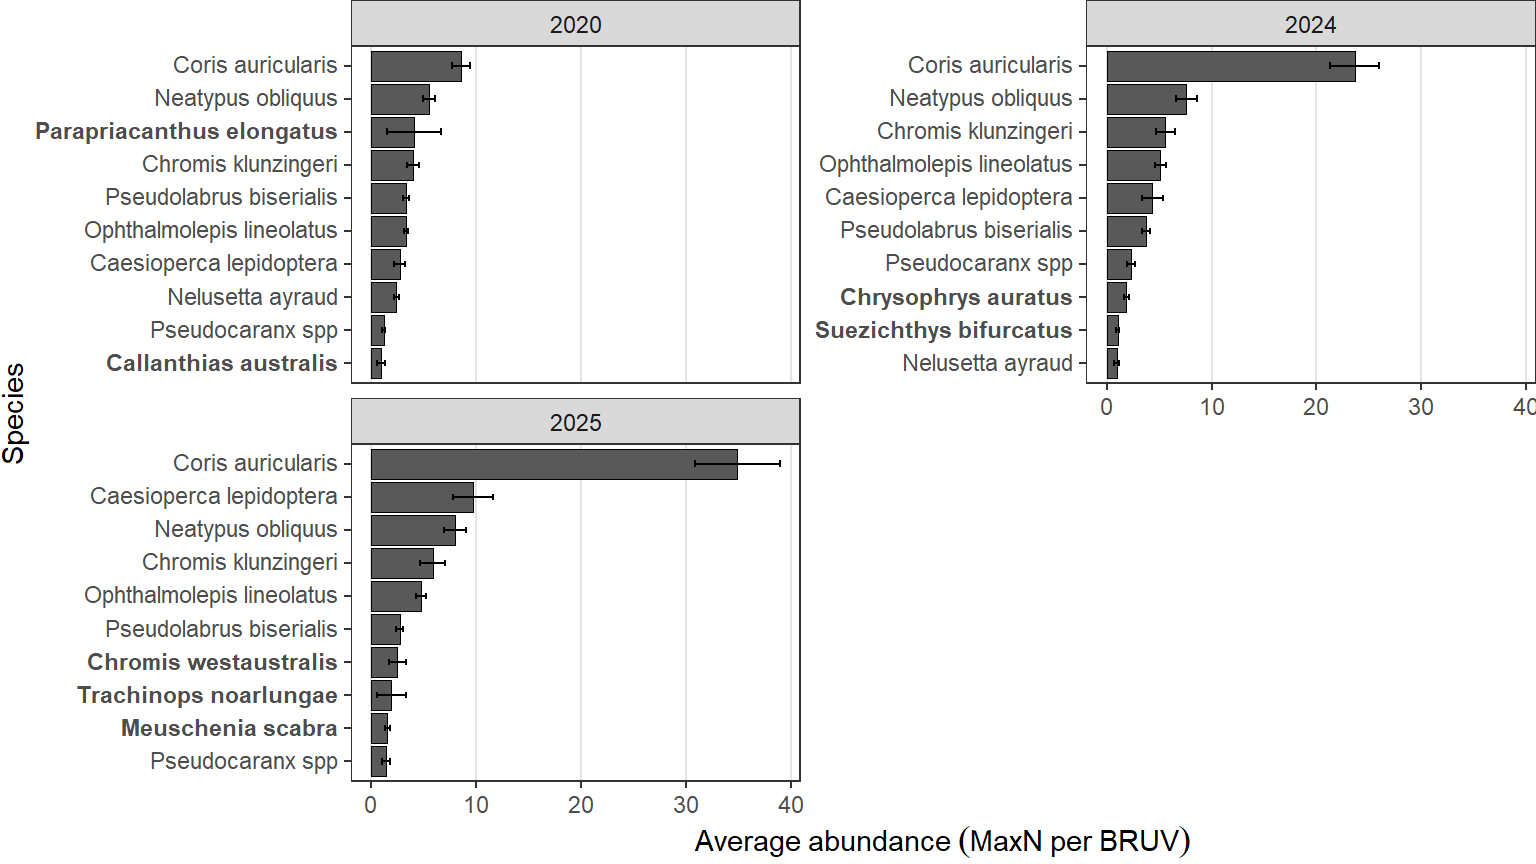 2020
Coris auricularis
Neatypus obliquus
Parapriacanthus elongatus
Chromis klunzingeri
Pseudolabrus biserialis
Ophthalmolepis lineolatus
Caesioperca lepidoptera
Nelusetta ayraud
Pseudocaranx spp
Callanthias australis
2024
Coris auricularis
Neatypus obliquus
Chromis klunzingeri
Ophthalmolepis lineolatus
Caesioperca lepidoptera
Pseudolabrus biserialis
Pseudocaranx spp
Chrysophrys auratus
Suezichthys bifurcatus
Nelusetta ayraud
0 10 20 30 40
Species
2025
Coris auricularis
Caesioperca lepidoptera
Neatypus obliquus
Chromis klunzingeri
Ophthalmolepis lineolatus
Pseudolabrus biserialis
Chromis westaustralis
Trachinops noarlungae
Meuschenia scabra
Pseudocaranx spp
0 10 20 30 40
Average abundance (MaxN per BRUV)